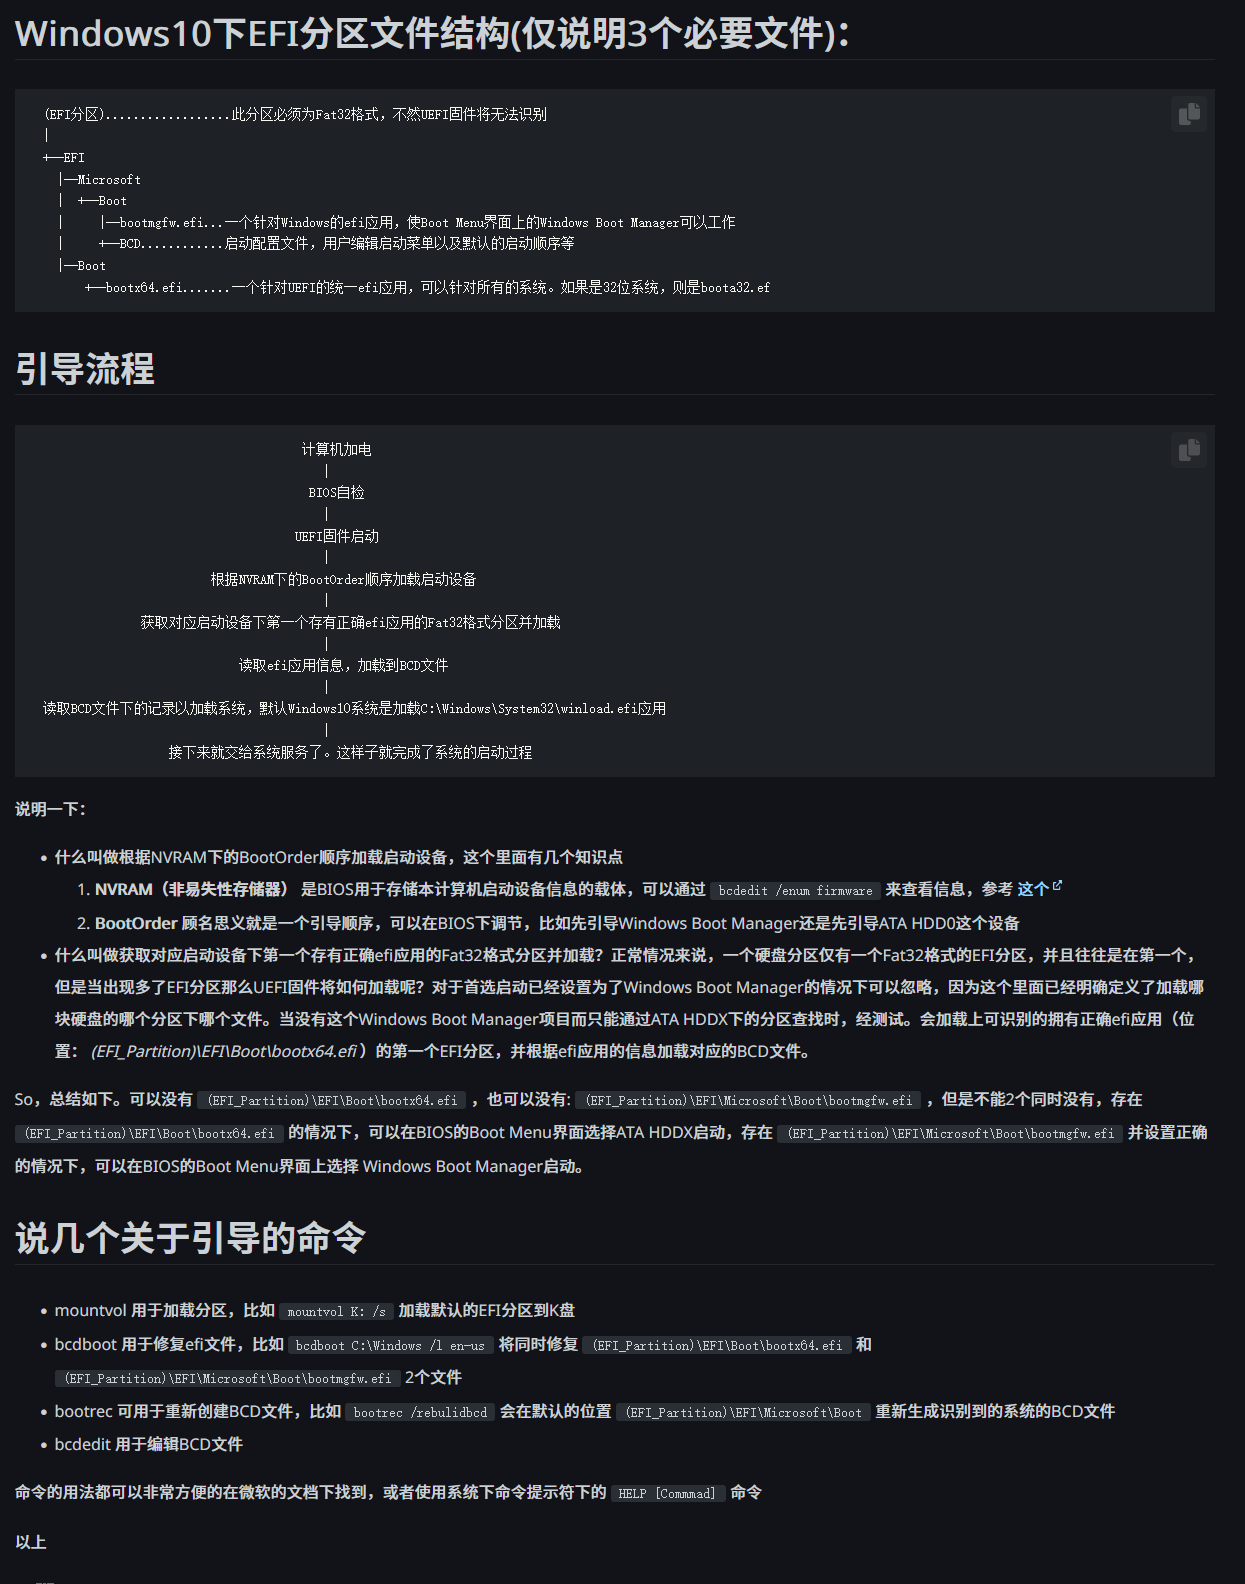 Windows10下EFI分区文件结构(仅说明3个必要文件)：
(EFI分区)..................此分区必须为Fat32格式，不然UEFI固件将无法识别
|
+—EFI
|—Microsoft
| +—Boot
| |—bootmgfw.efi...一个针对Windows的efi应用，使Boot Menu界面上的Windows Boot Manager可以工作
| +—BCD............启动配置文件，用户编辑启动菜单以及默认的启动顺序等
|—Boot
+—bootx64.efi.......一个针对UEFI的统一efi应用，可以针对所有的系统。如果是32位系统，则是boota32.ef
引导流程
计算机加电
|
BIOS自检
|
UEFI固件启动
|
根据NVRAM下的BootOrder顺序加载启动设备
|
获取对应启动设备下第一个存有正确efi应用的Fat32格式分区并加载
|
读取efi应用信息，加载到BCD文件
|
读取BCD文件下的记录以加载系统，默认Windows10系统是加载C:\Windows\System32\winload.efi应用
|
接下来就交给系统服务了。这样子就完成了系统的启动过程
说明一下：
• 什么叫做根据NVRAM下的BootOrder顺序加载启动设备，这个里面有几个知识点
1. NVRAM（非易失性存储器） 是BIOS用于存储本计算机启动设备信息的载体，可以通过 bcdedit /enum firmware 来查看信息，参考 这个
2. BootOrder 顾名思义就是一个引导顺序，可以在BIOS下调节，比如先引导Windows Boot Manager还是先引导ATA HDD0这个设备
• 什么叫做获取对应启动设备下第一个存有正确efi应用的Fat32格式分区并加载？正常情况来说，一个硬盘分区仅有一个Fat32格式的EFI分区，并且往往是在第一个，
但是当出现多了EFI分区那么UEFI固件将如何加载呢？对于首选启动已经设置为了Windows Boot Manager的情况下可以忽略，因为这个里面已经明确定义了加载哪
块硬盘的哪个分区下哪个文件。当没有这个Windows Boot Manager项目而只能通过ATA HDDX下的分区查找时，经测试。会加载上可识别的拥有正确efi应用（位
置： (EFI_Partition)\EFI\Boot\bootx64.efi ）的第一个EFI分区，并根据efi应用的信息加载对应的BCD文件。
So，总结如下。可以没有 (EFI_Partition)\EFI\Boot\bootx64.efi ，也可以没有: (EFI_Partition)\EFI\Microsoft\Boot\bootmgfw.efi ，但是不能2个同时没有，存在
(EFI_Partition)\EFI\Boot\bootx64.efi 的情况下，可以在BIOS的Boot Menu界面选择ATA HDDX启动，存在 (EFI_Partition)\EFI\Microsoft\Boot\bootmgfw.efi 并设置正确
的情况下，可以在BIOS的Boot Menu界面上选择 Windows Boot Manager启动。
说几个关于引导的命令
• mountvol 用于加载分区，比如 mountvol K: /s 加载默认的EFI分区到K盘
• bcdboot 用于修复efi文件，比如 bcdboot C:\Windows /l en-us 将同时修复 (EFI_Partition)\EFI\Boot\bootx64.efi 和
(EFI_Partition)\EFI\Microsoft\Boot\bootmgfw.efi 2个文件
• bootrec 可用于重新创建BCD文件，比如 bootrec /rebulidbcd 会在默认的位置 (EFI_Partition)\EFI\Microsoft\Boot 重新生成识别到的系统的BCD文件
• bcdedit 用于编辑BCD文件
命令的用法都可以非常方便的在微软的文档下找到，或者使用系统下命令提示符下的 HELP [Commmad] 命令
以上